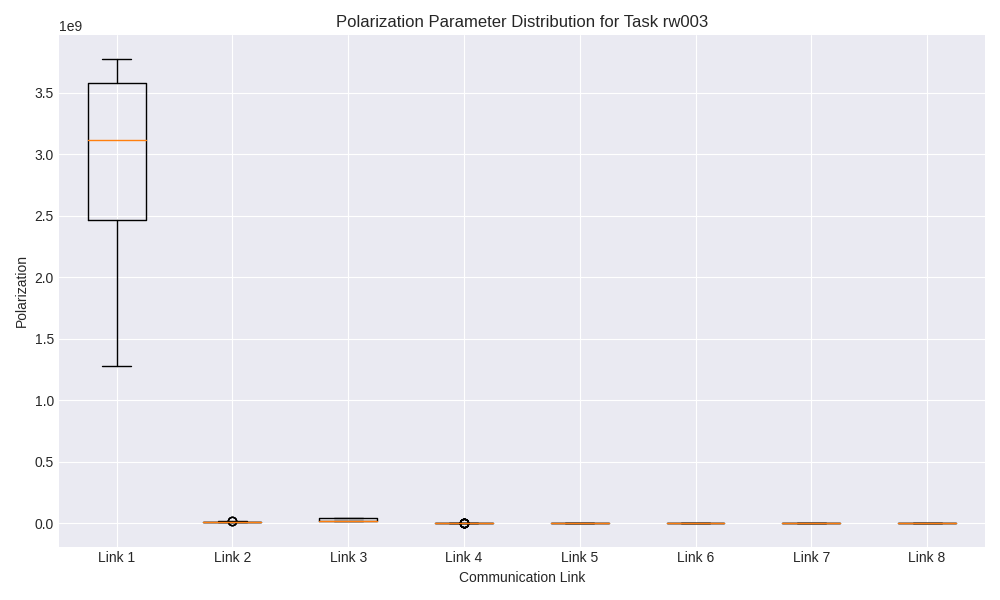 Polarization Parameter Distribution for Task rw003
1e9
3.5
3.0
2.5
2.0
1.5
1.0
0.5
0.0
Polarization
Link 1 Link 2 Link 3 Link 4 Link 5 Link 6 Link 7 Link 8
Communication Link